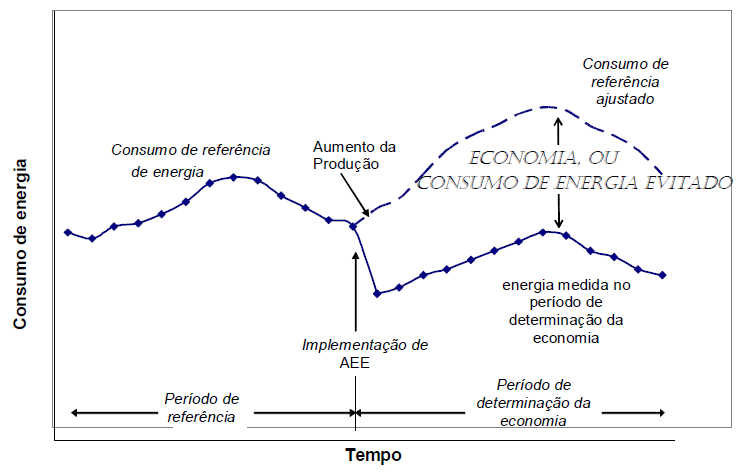 Consumo de
referência
ajustado
Consumo de referência
de energia
Aumento da
Produção
ECONOMIA, OU
CONSUMO DE ENERGIA EVITADO
Consumo de energia
energia medida no
período de
determinação da
economia
Implementação de
AEE
Período de
referência
Período de
determinação da
economia
Tempo